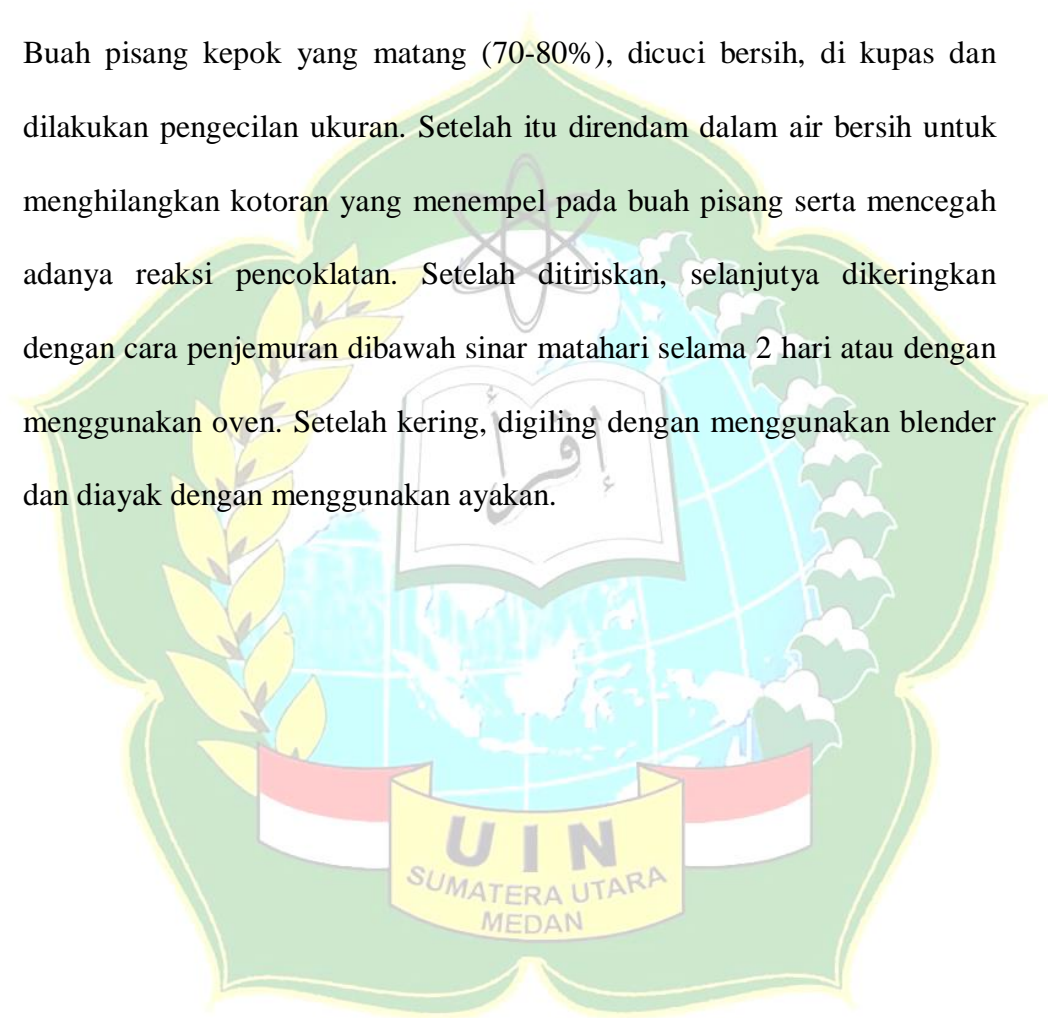 Buah pisang kepok yang matang (70-80%), dicuci bersih, di kupas dan
dilakukan pengecilan ukuran. Setelah itu direndam dalam air bersih untuk
menghilangkan kotoran yang menempel pada buah pisang serta mencegah
adanya reaksi pencoklatan. Setelah ditiriskan, selanjutya dikeringkan
dengan cara penjemuran dibawah sinar matahari selama 2 hari atau dengan
menggunakan oven. Setelah kering, digiling dengan menggunakan blender
dan diayak dengan menggunakan ayakan.
إقرأ
UIN
SUMATERA UTARA
MEDAN